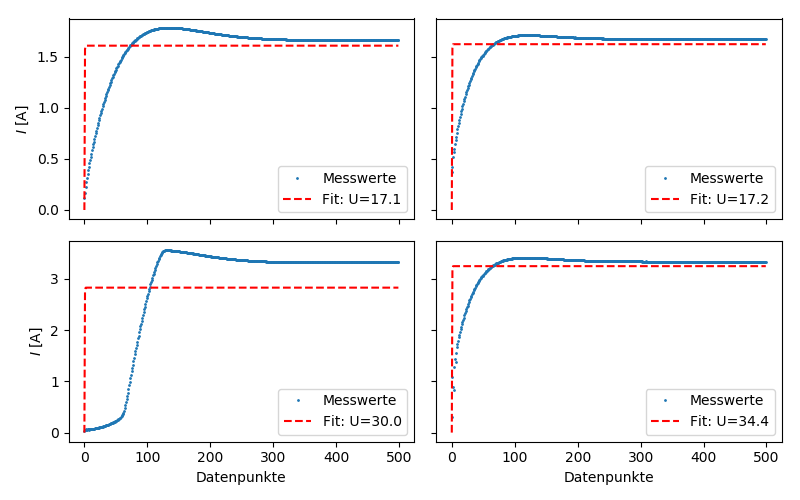 I [A]
1.5
1.0
0.5
0.0
Messwerte
Fit: U=17.1
Messwerte
Fit: U=17.2
I [A]
3
2
1
0
Messwerte
Fit: U=30.0
Messwerte
Fit: U=34.4
0 100 200 300 400 500
0 100 200 300 400 500
Datenpunkte
Datenpunkte